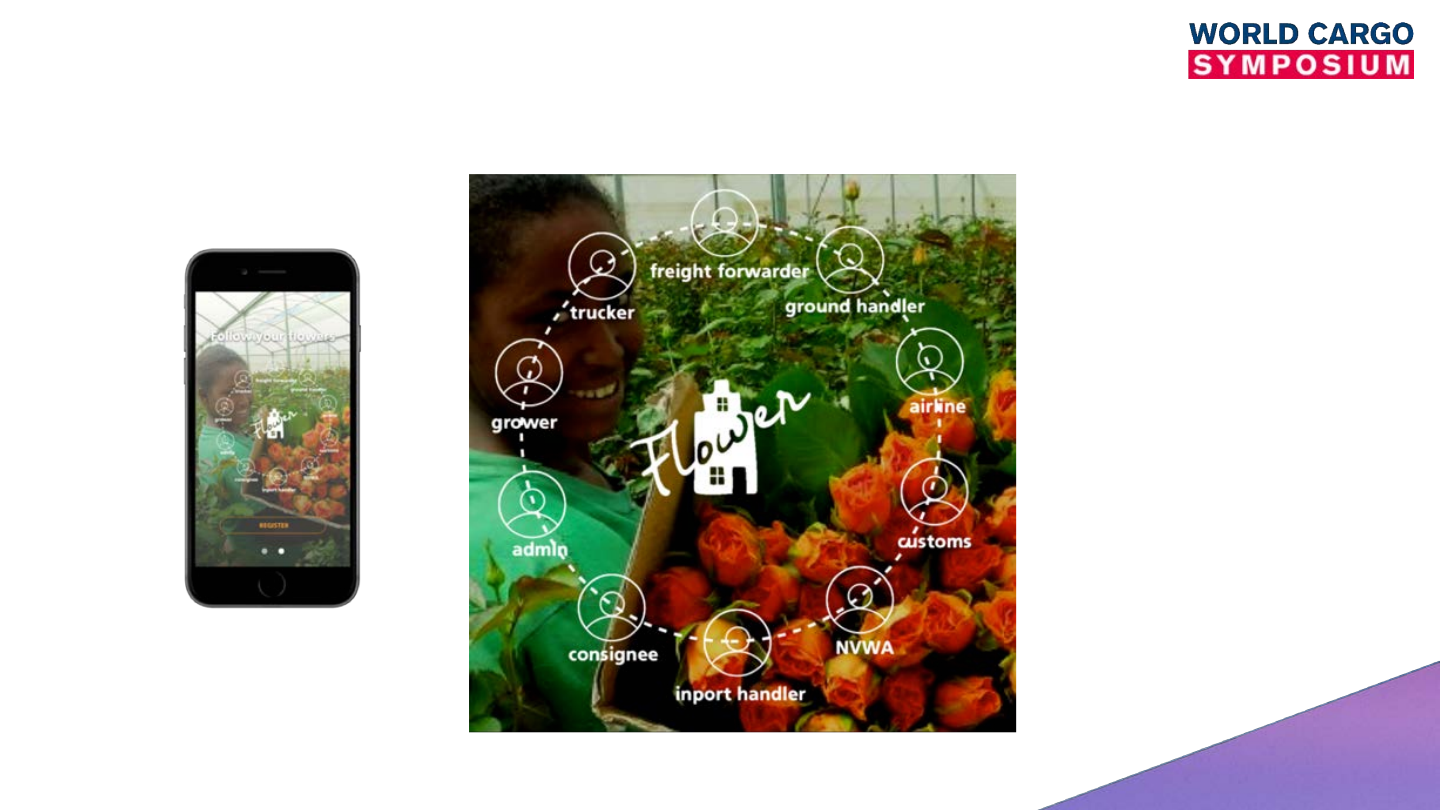 WORLD CARGO
SYMPOSIUM
Follow your flowers
REGISTER
freight forwarder
trucker
ground handler
grower
airline
Flower
admin
customs
consignee
NVWA
inport handler